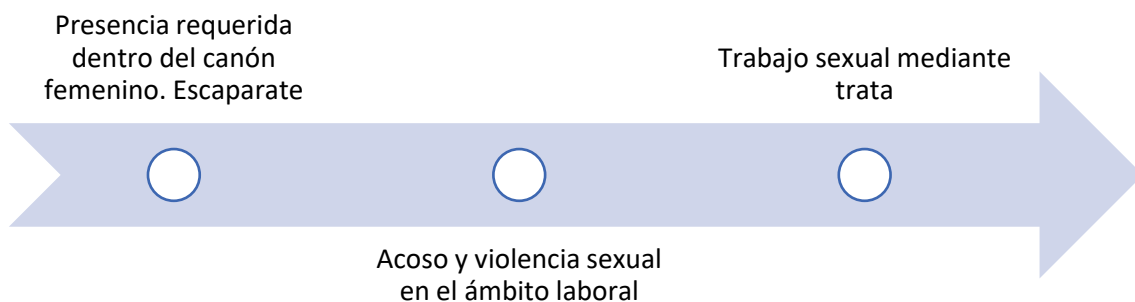 Presencia requerida
dentro del canón
femenino. Escaparate
Acoso y violencia sexual
en el ámbito laboral
Trabajo sexual mediante
trata